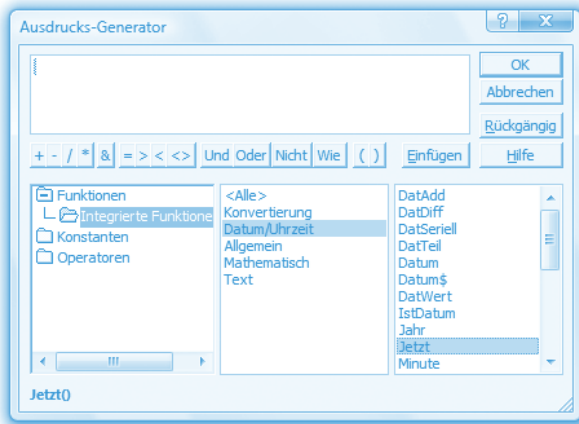 Ausdrucks-Generator
OK
Abbrechen
Rückgängig
+ - / * & = > < <> Und Oder Nicht Wie ( ) Einfügen Hilfe
Funktionen
Integrierte Funktione
Konstanten
Operatoren
<Alle>
Konvertierung
Datum/Uhrzeit
Allgemein
Mathematisch
Text
DatAdd
DatDiff
DatSeriell
DatTeil
Datum
Datum$
DatWert
IstDatum
Jahr
Jetzt
Minute
Jetzt()